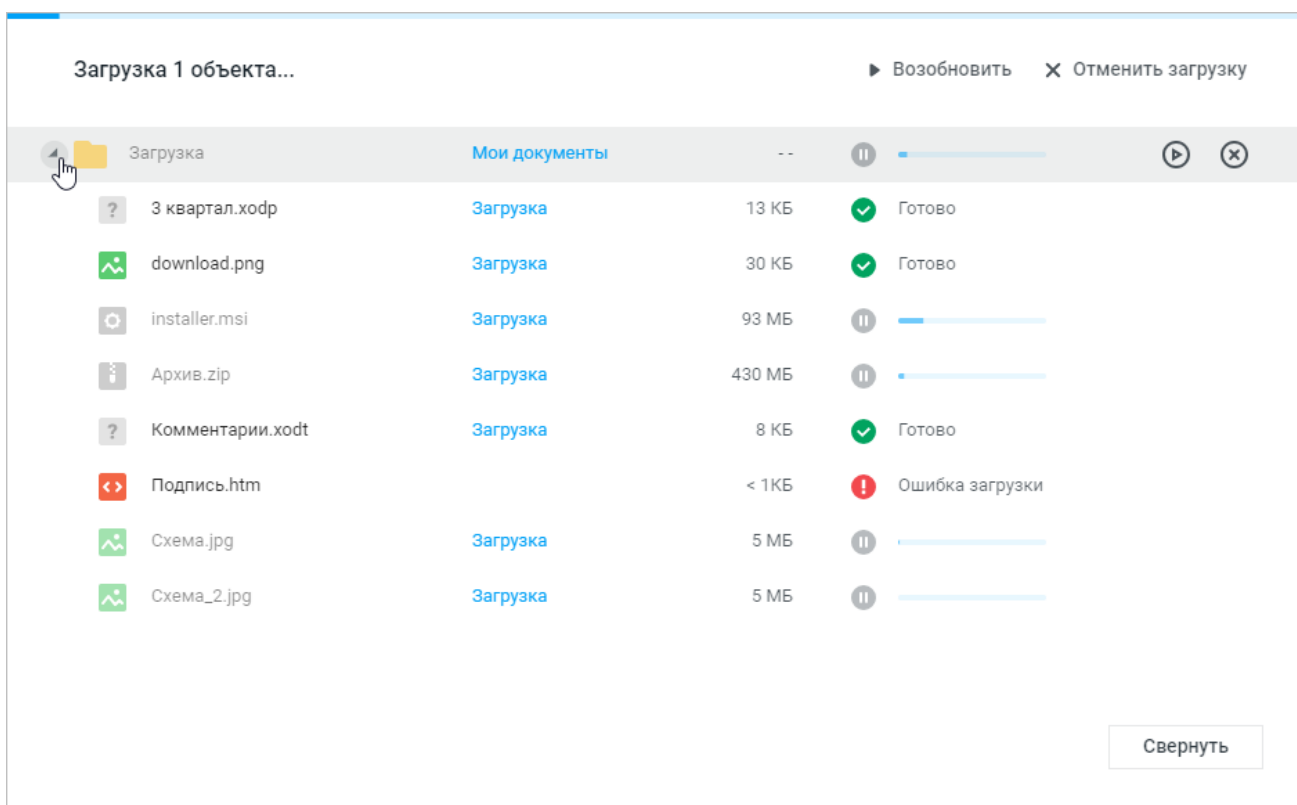 Загрузка 1 объекта... Возобновить Отменить загрузку
Загрузка Мои документы - -
3 квартал.xodp Загрузка 13 КБ Готово
download.png Загрузка 30 КБ Готово
installer.msi Загрузка 93 МБ
Архив.zip Загрузка 430 МБ
Комментарии.xodt Загрузка 8 КБ Готово
Подпись.htm < 1КБ Ошибка загрузки
Схема.jpg Загрузка 5 МБ
Схема_2.jpg Загрузка 5 МБ
Свернуть